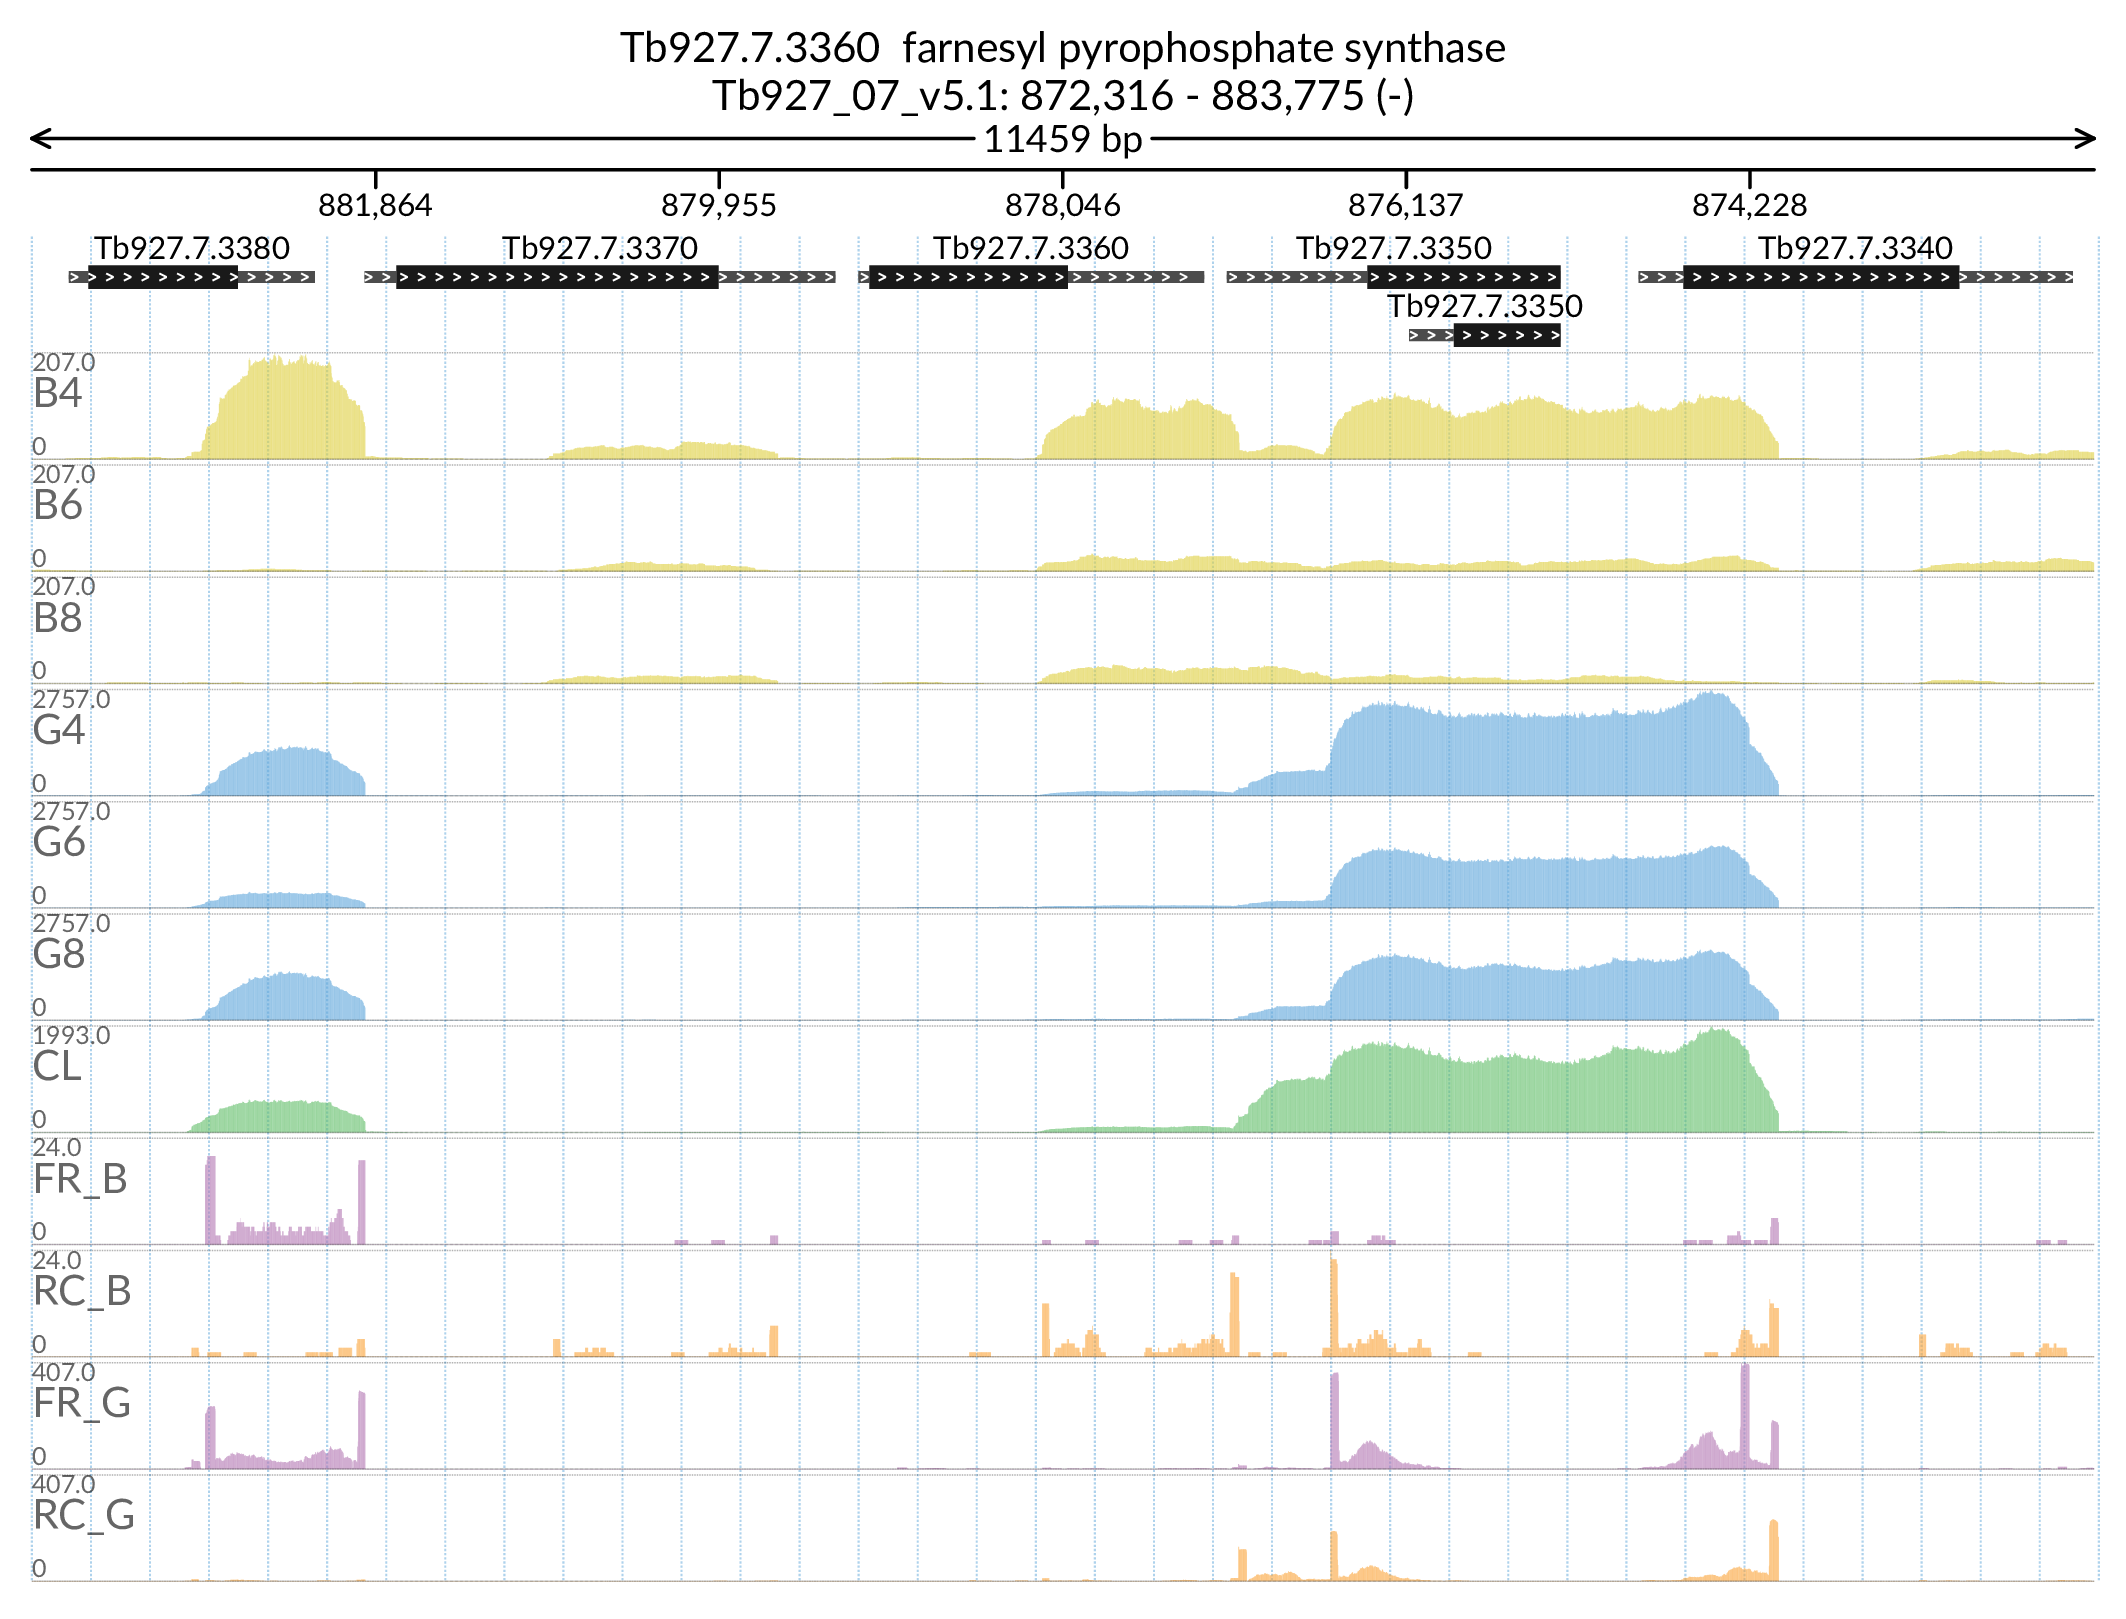 Tb927.7.3360 farnesyl pyrophosphate synthase
Tb927_07_v5.1: 872,316 - 883,775 (-)
11459 bp
881,864 879,955 878,046 876,137 874,228
Tb927.7.3380 Tb927.7.3370 Tb927.7.3360 Tb927.7.3350 Tb927.7.3340
Tb927.7.3350
207.0
B4
0
207.0
B6
0
207.0
B8
0
2757.0
G4
0
2757.0
G6
0
2757.0
G8
0
1993.0
CL
0
24.0
FR_B
0
24.0
RC_B
0
407.0
FR_G
0
407.0
RC_G
0